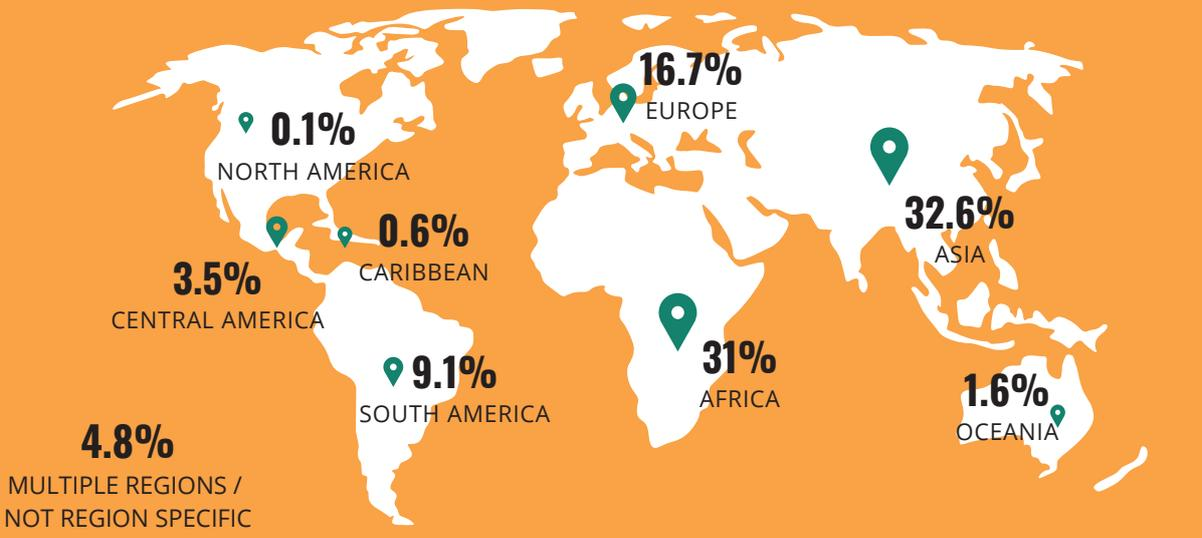 16.7%
EUROPE
0.1%
NORTH AMERICA
32.6%
ASIA
0.6%
CARIBBEAN
3.5%
CENTRAL AMERICA
31%
AFRICA
9.1%
SOUTH AMERICA
1.6%
OCEANIA
4.8%
MULTIPLE REGIONS /
NOT REGION SPECIFIC